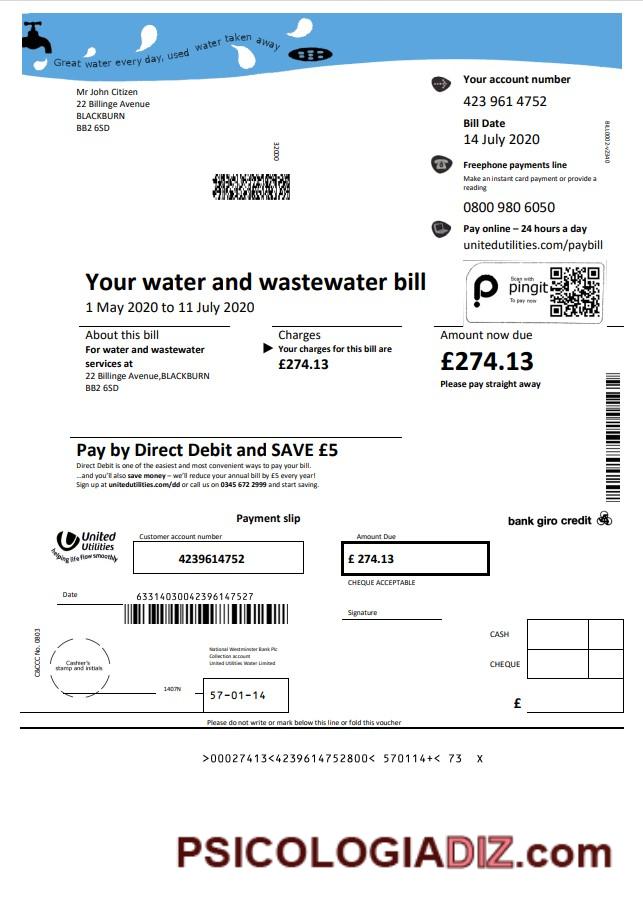 Great water every day, used water taken away
Mr John Citizen
22 Billinge Avenue
BLACKBURN
BB2 6SD
32000
Your account number
423 961 4752
Bill Date
14 July 2020
Freephone payments line
Make an instant card payment or provide a
reading
0800 980 6050
Pay online – 24 hours a day
unitedutilities.com/paybill
Scan with
pingit
To pay now
Your water and wastewater bill
1 May 2020 to 11 July 2020
About this bill
For water and wastewater
services at
22 Billinge Avenue,BLACKBURN
BB2 6SD
Charges
Your charges for this bill are
£274.13
Amount now due
£274.13
Please pay straight away
Pay by Direct Debit and SAVE £5
Direct Debit is one of the easiest and most convenient ways to pay your bill.
...and you'll also save money – we'll reduce your annual bill by £5 every year!
Sign up at unitedutilities.com/dd or call us on 0345 672 2999 and start saving.
Payment slip
bank giro credit
United
Utilities
helping life flow smoothly
Customer account number
4239614752
Amount Due
£ 274.13
CHEQUE ACCEPTABLE
Date
63314030042396147527
Signature
C&CCC No. 0803
Cashier's
stamp and initials
1407N
National Westminster Bank Plc
Collection account
United Utilities Water Limited
57-01-14
CASH
CHEQUE
£
Please do not write or mark below this line or fold this voucher
>00027413<4239614752800< 570114+< 73 X
PSICOLOGIADIZ.com